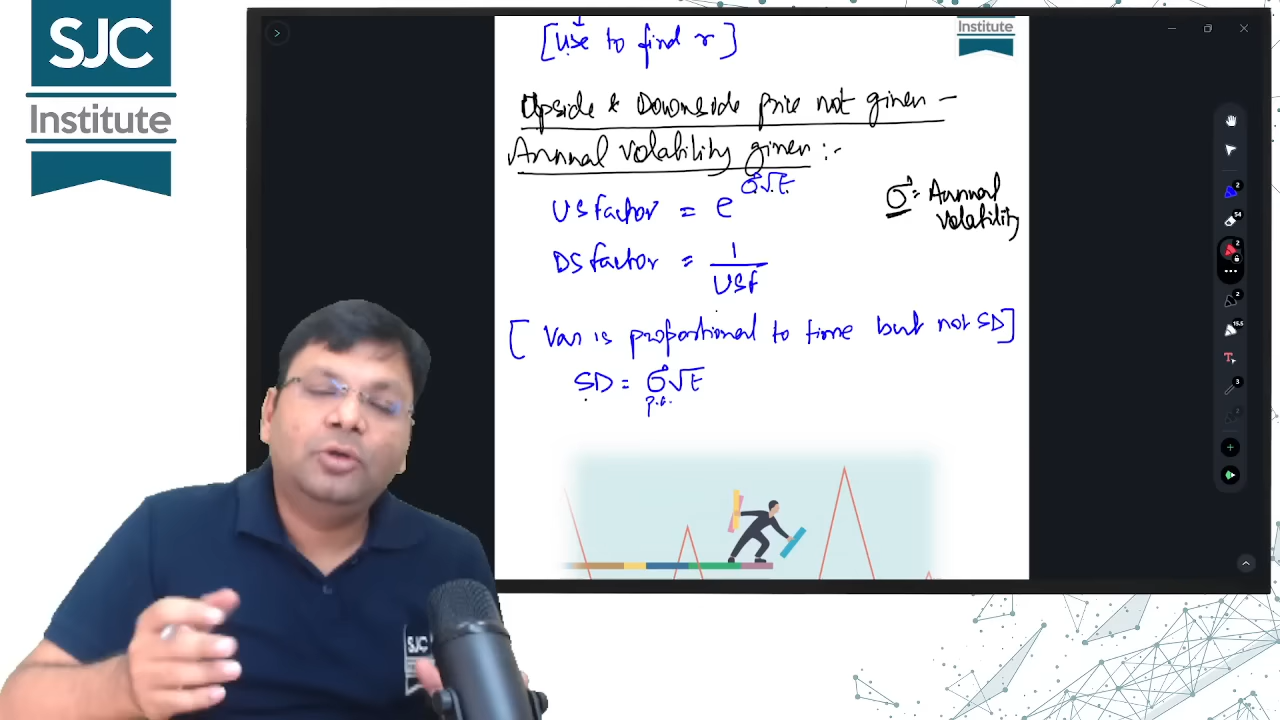 SJC
Institute
Institute
[Use to find r]
Upside & Downside price not given –
Annual volatility given :-
σ = Annual volatility
US factor = e^σ√t
DS factor = 1/USF
[Var is proportional to time but not SD]
SD = σ√t
p.a.
SJC